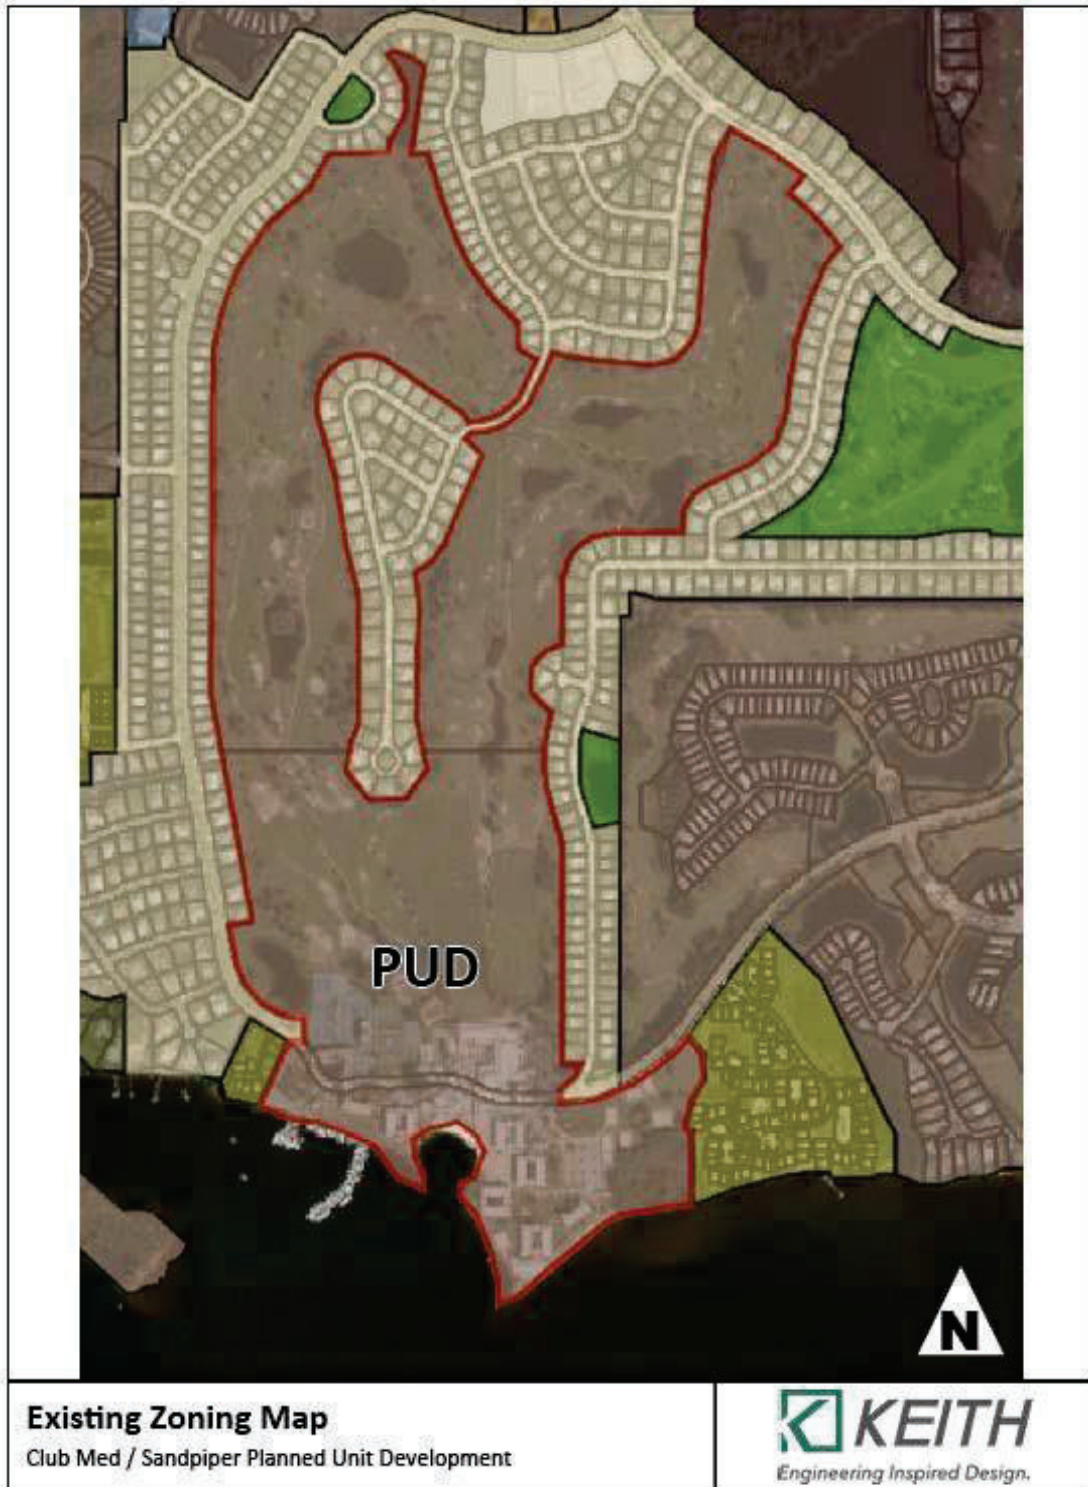 PUD
N
Existing Zoning Map
Club Med / Sandpiper Planned Unit Development
KEITH
Engineering Inspired Design.